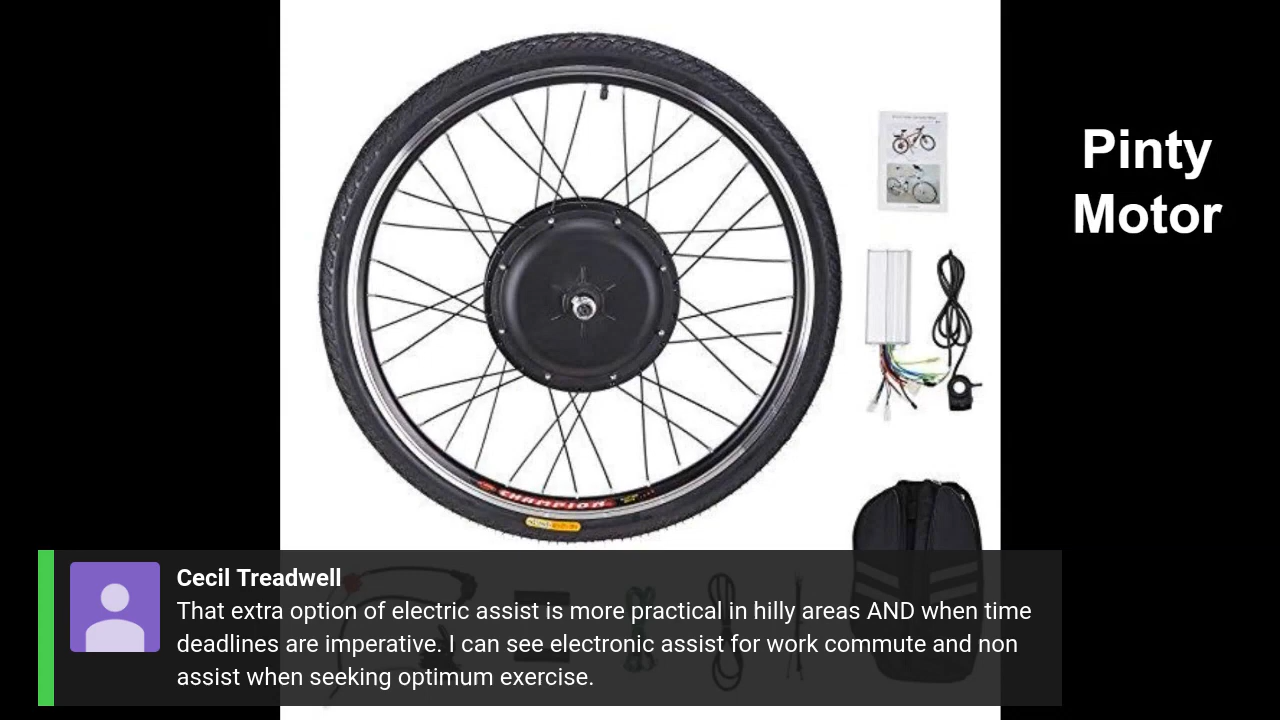 Pinty
Motor
CHAMPION
Cecil Treadwell
That extra option of electric assist is more practical in hilly areas AND when time
deadlines are imperative. I can see electronic assist for work commute and non
assist when seeking optimum exercise.